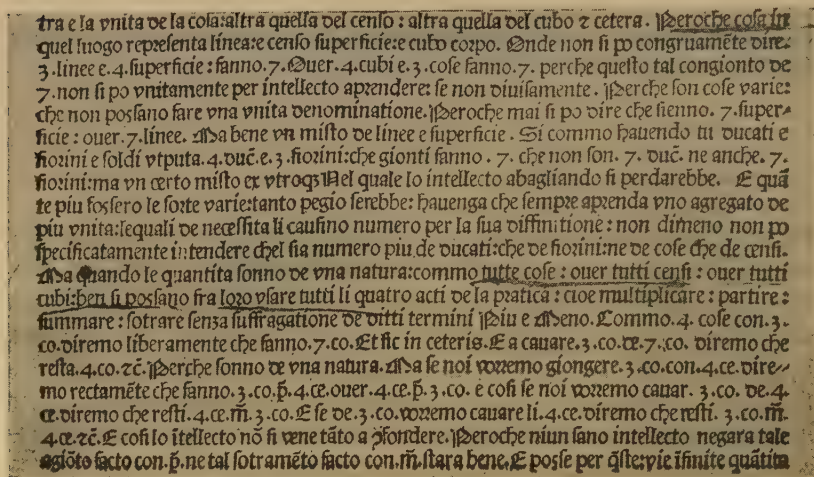 tra e la vnita de la cosa:altra quella del censo : altra quella del cubo ⁊ cetera . Peroche cosa in
quel luogo representa linea:e censo superficie:e cubo corpo. Onde non si po congruamēte dire.
3.linee e.4.superficie : fanno.7. Ouer.4.cubi e.3.cose fanno.7. perche questo tal congionto de
7.non si po vnitamente per intellecto aprendere: se non diuisamente . Perche son cose varie:
che non possano fare vna vnita denominatione. Peroche mai si po dire che sienno. 7.super⸗
ficie : ouer.7.linee. Ma bene vn misto de linee e superficie . Si commo hauendo tu ducati e
fiorini e soldi vtputa.4.duc̄.e.3.fiorini:che gionti fanno . 7. che non son. 7. duc̄. ne anche. 7.
fiorini:ma vn certo misto ex vtroqꝫ Nel quale lo intellecto abagliando si perdarebbe. E quā
te piu fossero le sorte varie:tanto pegio serebbe: hauenga che sempre aprenda vno agregato de
piu vnita:lequali de necessita li causino numero per la sua diffinitione : non dimeno non po
specificatamente intendere chel sia numero piu de ducati:che de fiorini:ne de cose che de censi.
Ma quando le quantita sonno de vna natura:commo tutte cose : ouer tutti censi : ouer tutti
cubi:ben si possano fra loro vsare tutti li quatro acti de la pratica : cioe multiplicare : partire :
summare : sotrare senza suffragatione de ditti termini Piu e Meno. Commo.4. cose con.3.
co.diremo liberamente che fanno.7.co. Et sic in ceteris. E a cauare.3.co.de.7.co. diremo che
resta.4.co.⁊c̄. Perche sonno de vna natura. Ma se noi vorremo giongere.3.co.con.4.ce.dire⸗
mo rectamēte che fanno.3.co.p̄.4.ce.ouer.4.ce.p̄.3.co. e cosi se noi vorremo cauar. 3.co. de.4.
ce.diremo che resti.4.ce.m̄.3.co. E se de.3.co.vorremo cauare li.4.ce.diremo che resti. 3.co.m̄.
4.ce.⁊c̄. E cosi lo ītellecto nō si vene tāto a ꝯfondere. Peroche niun sano intellecto negara tale
agiōto facto con.p̄.ne tal sotramēto facto con.m̄.stara bene. E posse per q̄ste:vie īfinite quātita